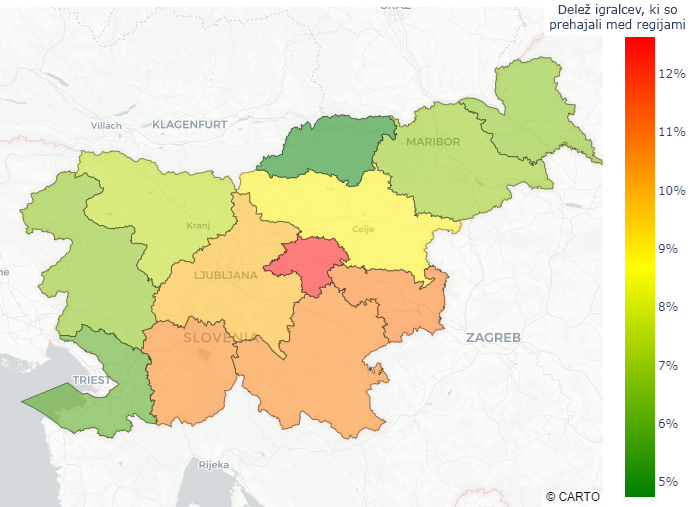 GRAZ
Delež igralcev, ki so
prehajali med regijami
12%
11%
10%
9%
8%
7%
6%
5%
Villach
KLAGENFURT
MARIBOR
Kranj
Celje
LJUBLJANA
SLOVENIA
ZAGREB
TRIEST
Rijeka
© CARTO